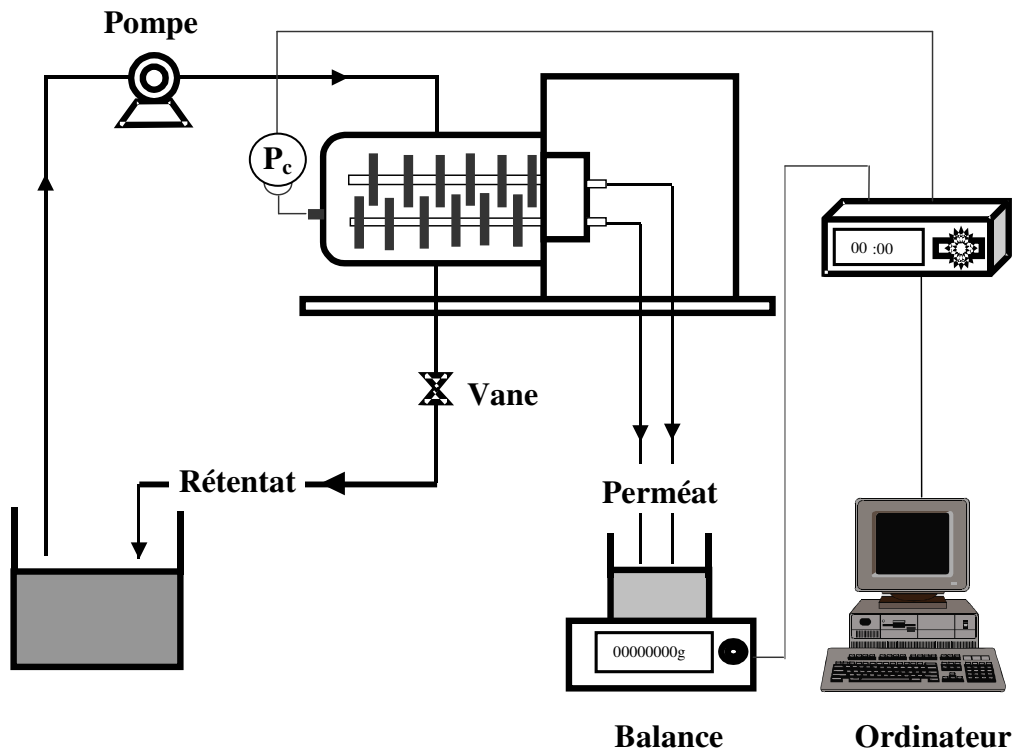 Pompe
Pc
00 :00
Vane
Rétentat
Perméat
00000000g
Balance
Ordinateur